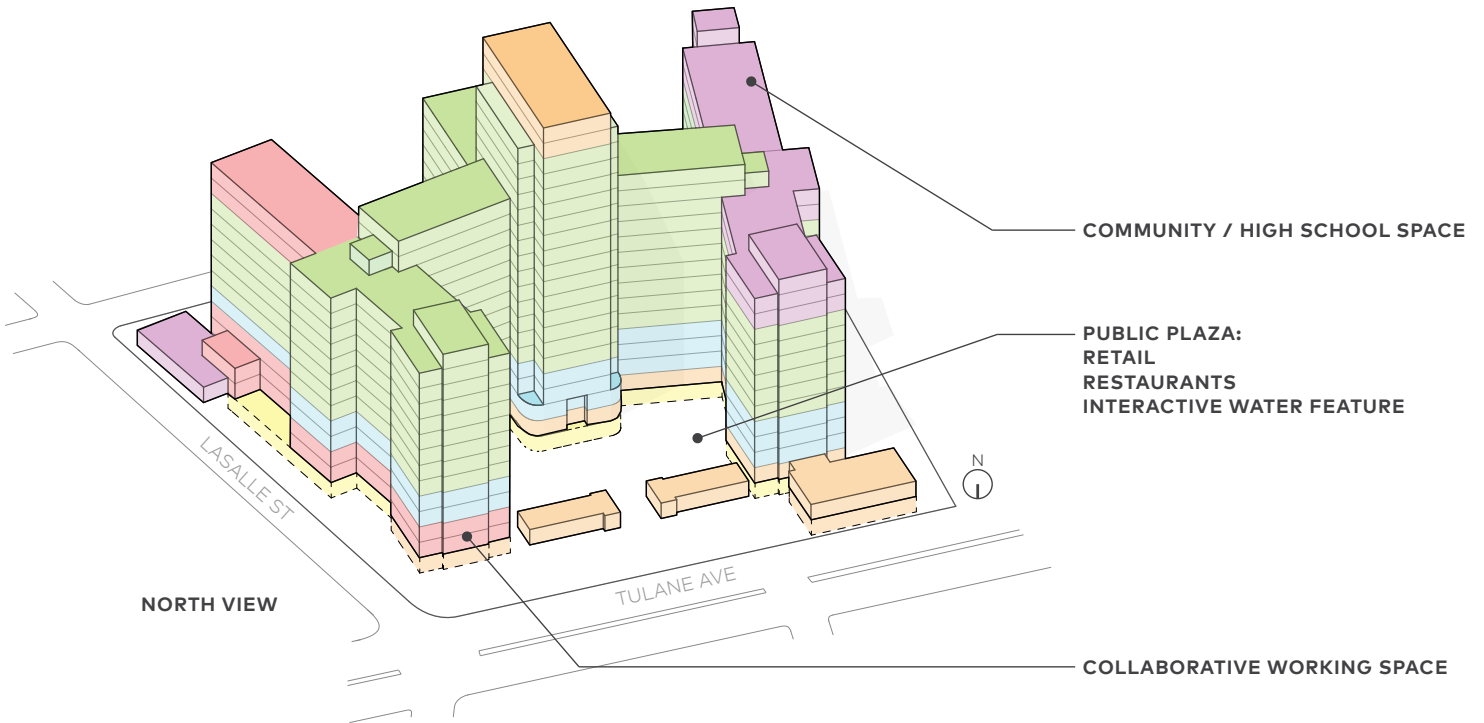 COMMUNITY / HIGH SCHOOL SPACE
PUBLIC PLAZA:
RETAIL
RESTAURANTS
INTERACTIVE WATER FEATURE
N
LASALLE ST
TULANE AVE
NORTH VIEW
COLLABORATIVE WORKING SPACE